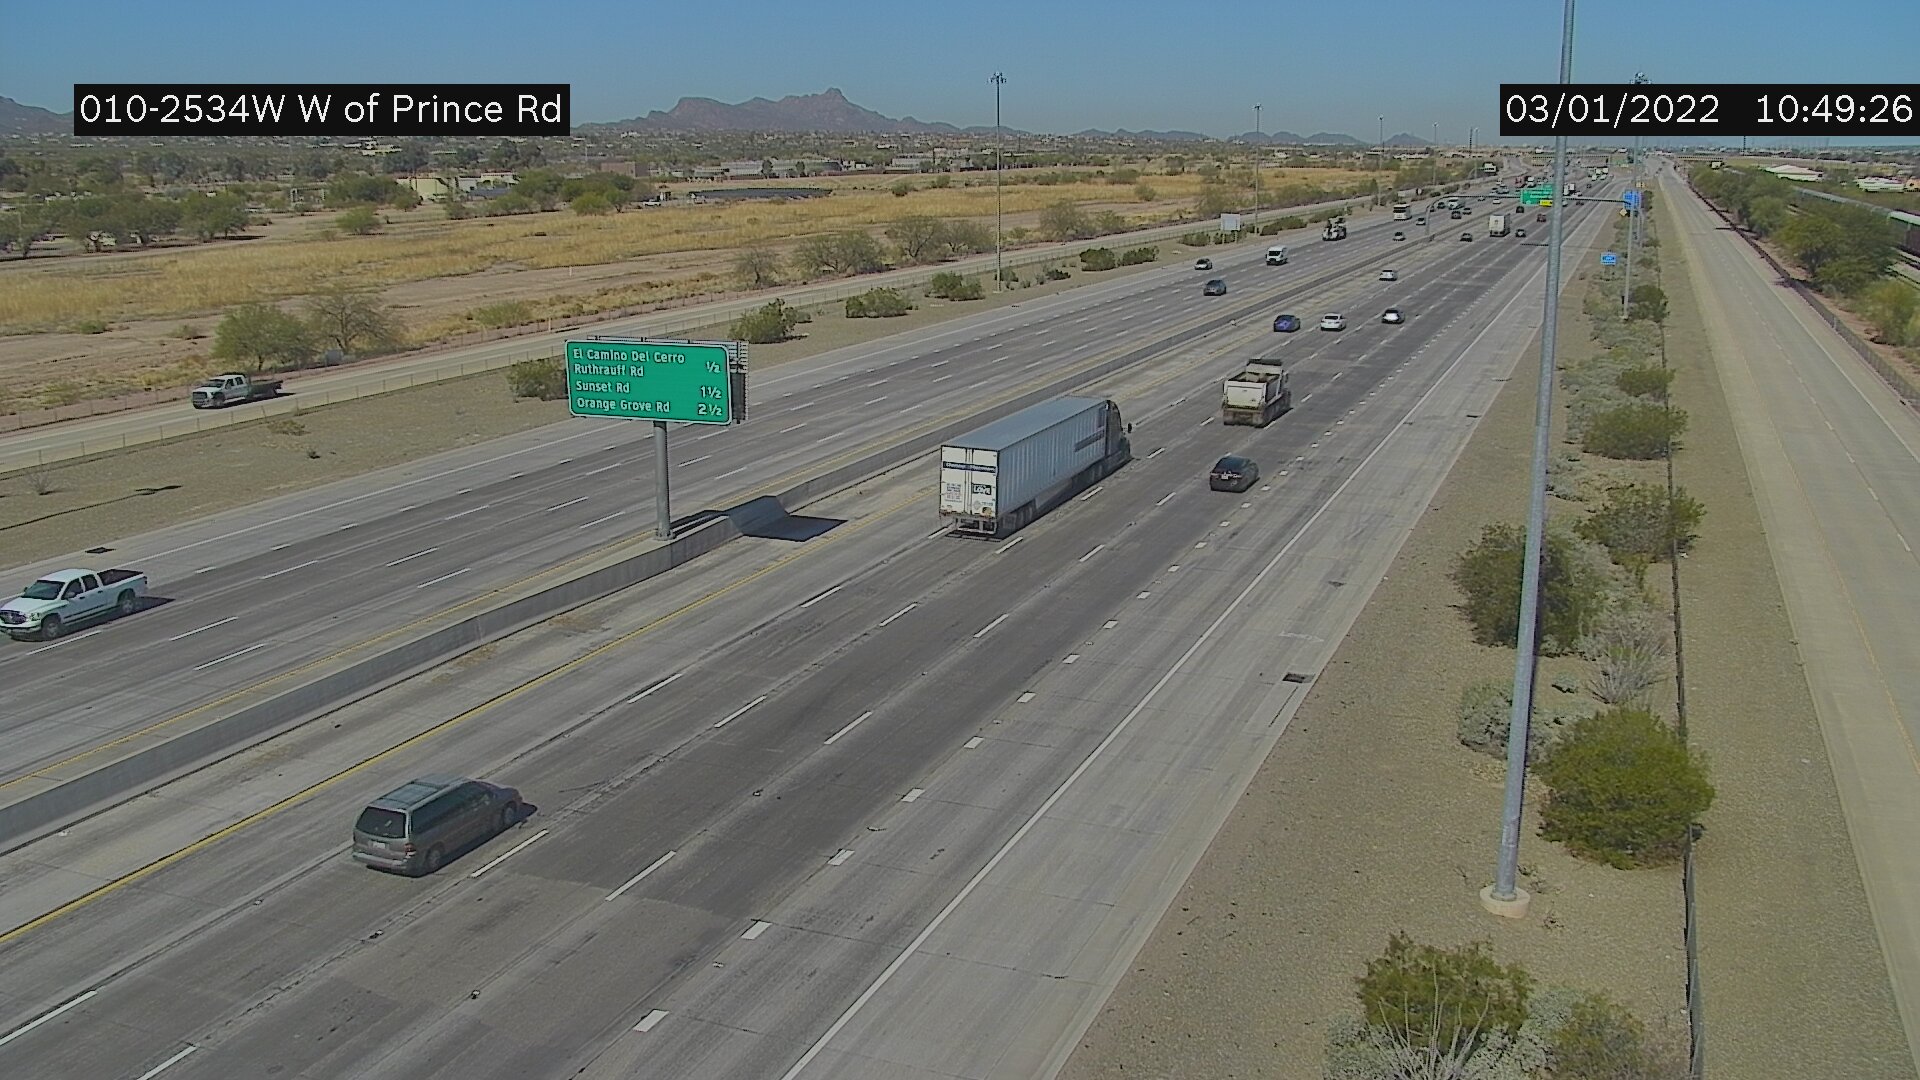 010-2534W W of Prince Rd
03/01/2022 10:49:26
El Camino Del Cerro
Ruthrauff Rd ½
Sunset Rd 1½
Orange Grove Rd 2½